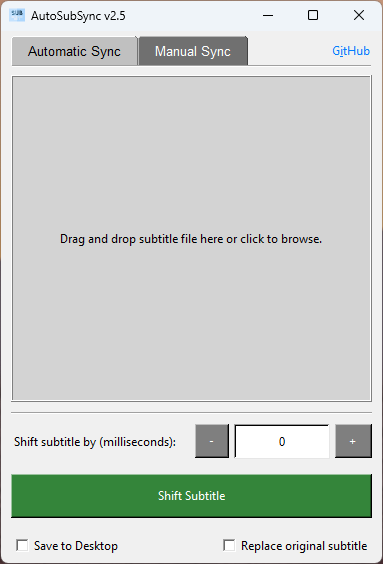 SUB
AutoSubSync v2.5
Automatic Sync
Manual Sync
GitHub
Drag and drop subtitle file here or click to browse.
Shift subtitle by (milliseconds):
-
0
+
Shift Subtitle
Save to Desktop
Replace original subtitle